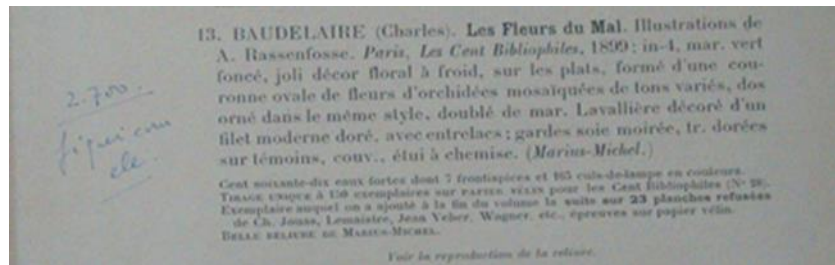 13. BAUDELAIRE (Charles). Les Fleurs du Mal. Illustrations de
A. Rassenfosse. Paris, Les Cent Bibliophiles, 1899; in-4, mar. vert
foncé, joli décor floral à froid, sur les plats, formé d'une cou-
ronne ovale de fleurs d'orchidées mosaïquées de tons variés, dos
orné dans le même style, doublé de mar. Lavallière décoré d'un
filet moderne doré, avec entrelacs; gardes soie moirée, tr. dorées
sur témoins, couv., étui à chemise. (Marius-Michel.)
2.700.
Cent soixante-dix eaux fortes dont 7 frontispices et 165 culs-de-lampe en couleurs.
TIRAGE UNIQUE à 130 exemplaires sur PAPIER VÉLIN pour les Cent Bibliophiles
Exemplaire auquel on a ajouté à la fin du volume la suite sur 23 planches refusées
de Ch. Jouas, Lemaistre, Jean Veber, Wagner, etc., épreuves sur papier vélin.
BELLE RELIURE DE MARIUS-MICHEL.
Voir la reproduction de la reliure.